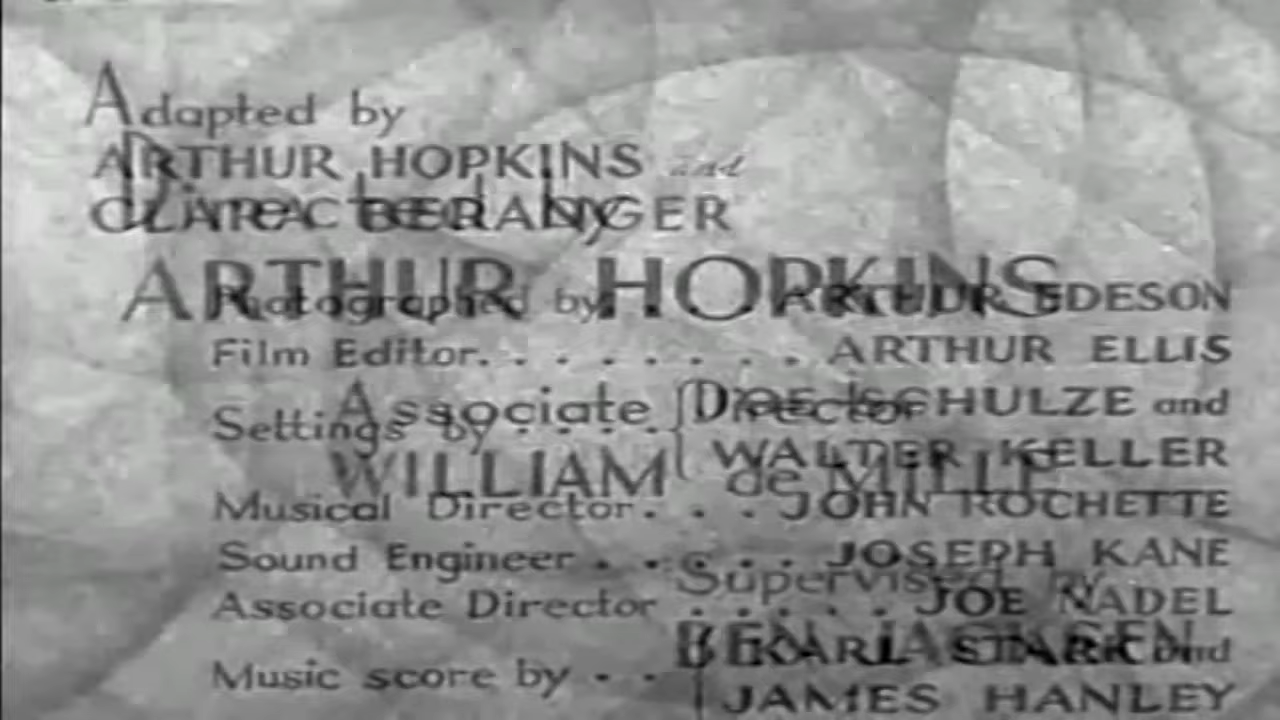 Adapted by
ARTHUR HOPKINS and
CLARA BERANGER
Directed by
ARTHUR HOPKINS
Photographed by . . . ARTHUR EDESON
Film Editor. . . . . . . . ARTHUR ELLIS
Associate Director
Settings by . . . . . SCHULZE and
WALTER KELLER
WILLIAM de MILLE
Musical Director. . . JOHN ROCHETTE
Sound Engineer . . . . . JOSEPH KANE
Supervised by
Associate Director . . . . . JOE NADEL
BEN
KARL STARK and
Music score by . . JAMES HANLEY